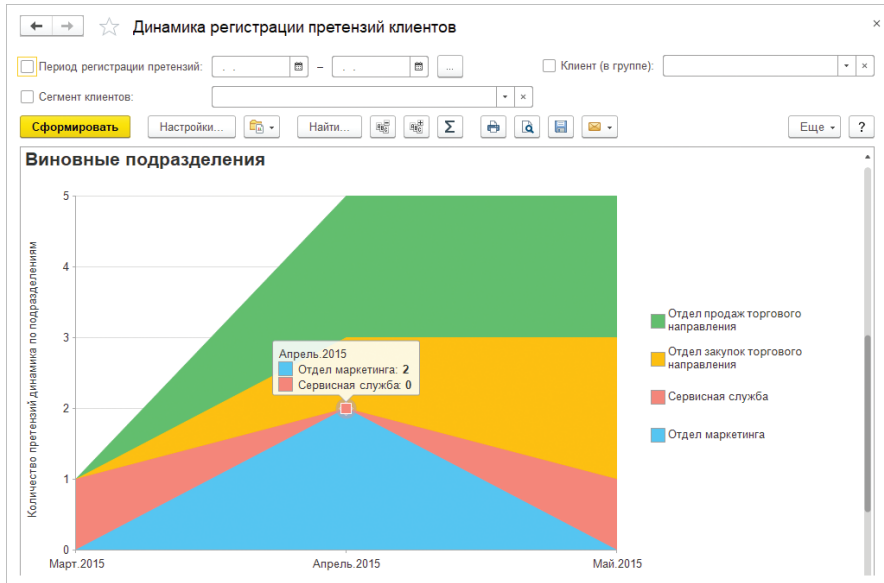 Динамика регистрации претензий клиентов
Период регистрации претензий: . . – . . ... Клиент (в группе):
Сегмент клиентов:
Сформировать Настройки... Найти... Σ Еще ?
Виновные подразделения
Количество претензий динамика по подразделениям
5
4
3
2
1
0
Апрель.2015
Отдел маркетинга: 2
Сервисная служба: 0
Март.2015 Апрель.2015 Май.2015
Отдел продаж торгового
направления
Отдел закупок торгового
направления
Сервисная служба
Отдел маркетинга